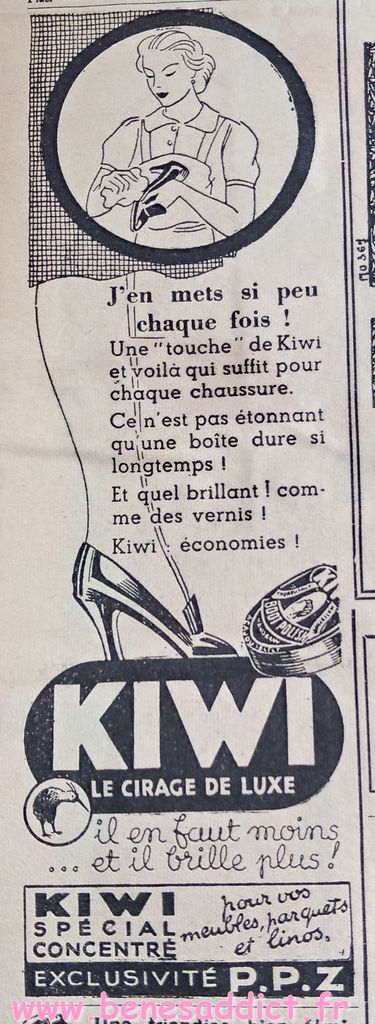 J'en mets si peu
chaque fois !
Une "touche" de Kiwi
et voilà qui suffit pour
chaque chaussure.
Ce n'est pas étonnant
qu'une boîte dure si
longtemps !
Et quel brillant ! com-
me des vernis !
Kiwi : économies !
BOOT POLISH
KIWI
LE CIRAGE DE LUXE
il en faut moins
... et il brille plus !
KIWI
SPÉCIAL
CONCENTRÉ
pour vos
meubles, parquets
et linos.
EXCLUSIVITÉ P.P.Z
www.benesaddict.fr